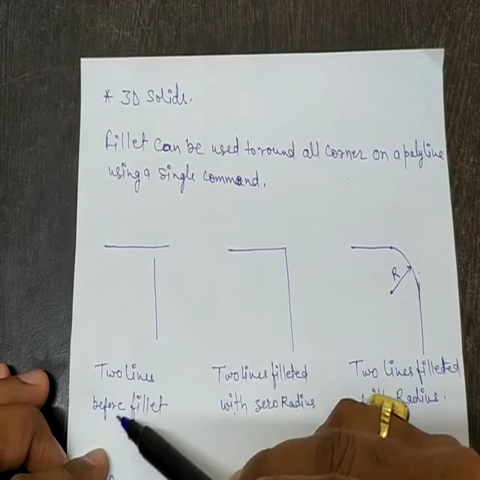 * 3D Solids.
fillet can be used to round all corner on a polyline
using a single command.
R
Two lines
before fillet
Two lines filleted
with zero Radius
Two lines filleted
with Radius.